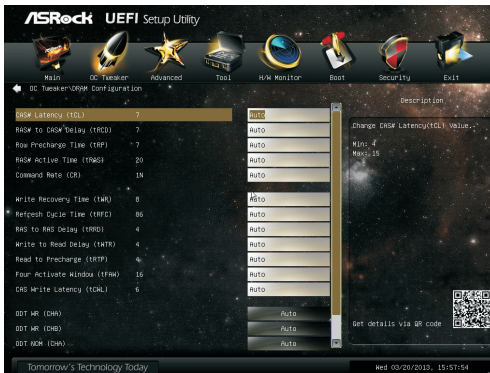 ASRock UEFI Setup Utility
Main OC Tweaker Advanced Tool H/W Monitor Boot Security Exit
OC Tweaker\DRAM Configuration
Description
CAS# Latency (tCL) 7 Auto
Change CAS# Latency(tCL) Value.
Min: 4
Max: 15
RAS# to CAS# Delay (tRCD) 7 Auto
Row Precharge Time (tRP) 7 Auto
RAS# Active Time (tRAS) 20 Auto
Command Rate (CR) 1N Auto
Write Recovery Time (tWR) 8 Auto
Refresh Cycle Time (tRFC) 86 Auto
RAS to RAS Delay (tRRD) 4 Auto
Write to Read Delay (tWTR) 4 Auto
Read to Precharge (tRTP) 4 Auto
Four Activate Window (tFAW) 16 Auto
CAS Write Latency (tCWL) 6 Auto
ODT WR (CHA) Auto
ODT WR (CHB) Auto
ODT NOM (CHA) Auto
Get details via QR code
Tomorrow's Technology Today
Wed 03/20/2013, 15:57:54